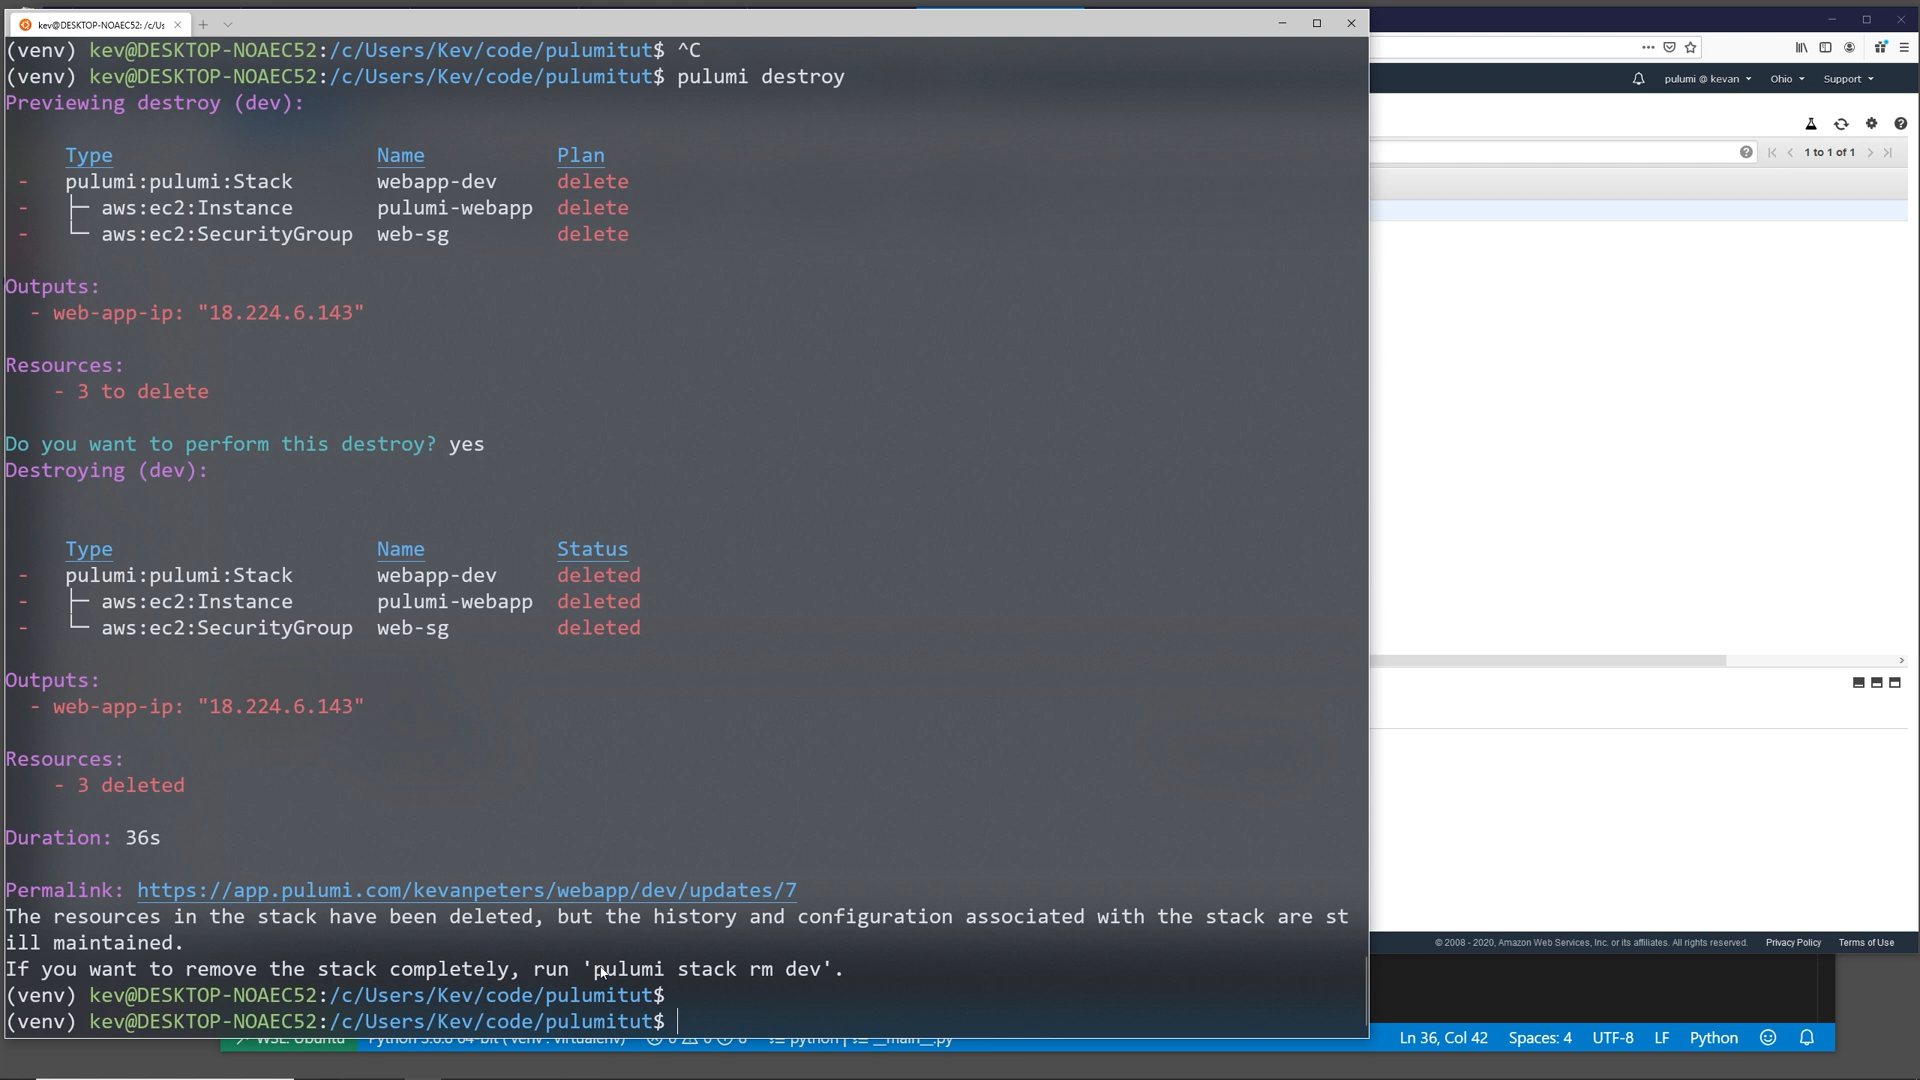 kev@DESKTOP-NOAEC52: /c/Us
(venv) kev@DESKTOP-NOAEC52:/c/Users/Kev/code/pulumitut$ ^C
(venv) kev@DESKTOP-NOAEC52:/c/Users/Kev/code/pulumitut$ pulumi destroy
Previewing destroy (dev):
Type Name Plan
- pulumi:pulumi:Stack webapp-dev delete
- ├─ aws:ec2:Instance pulumi-webapp delete
- └─ aws:ec2:SecurityGroup web-sg delete
Outputs:
- web-app-ip: "18.224.6.143"
Resources:
- 3 to delete
Do you want to perform this destroy? yes
Destroying (dev):
Type Name Status
- pulumi:pulumi:Stack webapp-dev deleted
- ├─ aws:ec2:Instance pulumi-webapp deleted
- └─ aws:ec2:SecurityGroup web-sg deleted
Outputs:
- web-app-ip: "18.224.6.143"
Resources:
- 3 deleted
Duration: 36s
Permalink: https://app.pulumi.com/kevanpeters/webapp/dev/updates/7
The resources in the stack have been deleted, but the history and configuration associated with the stack are st
ill maintained.
If you want to remove the stack completely, run 'pulumi stack rm dev'.
(venv) kev@DESKTOP-NOAEC52:/c/Users/Kev/code/pulumitut$
(venv) kev@DESKTOP-NOAEC52:/c/Users/Kev/code/pulumitut$
pulumi @ kevan Ohio Support
1 to 1 of 1
© 2008 - 2020, Amazon Web Services, Inc. or its affiliates. All rights reserved. Privacy Policy Terms of Use
Ln 36, Col 42 Spaces: 4 UTF-8 LF Python